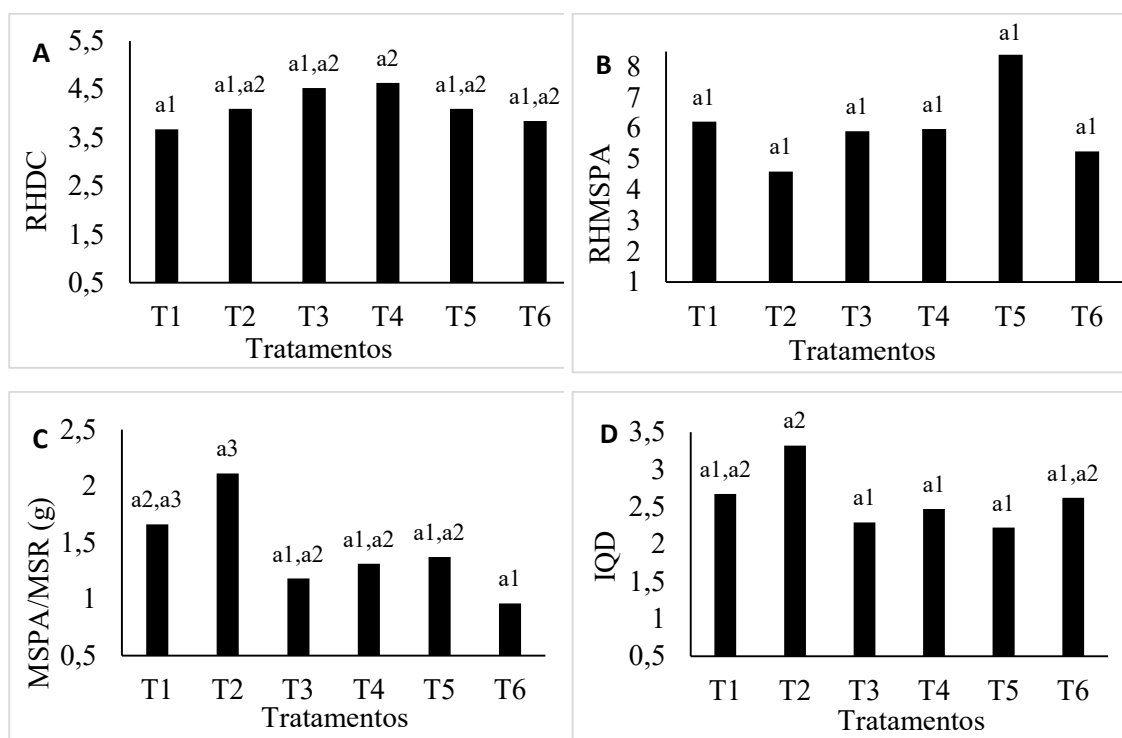 A
RHDC
5,5
4,5
3,5
2,5
1,5
0,5
a1
a1,a2
a1,a2
a2
a1,a2
a1,a2
T1 T2 T3 T4 T5 T6
Tratamentos
B
RHMSPA
8
7
6
5
4
3
2
1
a1
a1
a1
a1
a1
a1
T1 T2 T3 T4 T5 T6
Tratamentos
C
MSPA/MSR (g)
2,5
2
1,5
1
0,5
a2,a3
a3
a1,a2
a1,a2
a1,a2
a1
T1 T2 T3 T4 T5 T6
Tratamentos
D
IQD
3,5
3
2,5
2
1,5
1
0,5
a1,a2
a2
a1
a1
a1
a1,a2
T1 T2 T3 T4 T5 T6
Tratamentos